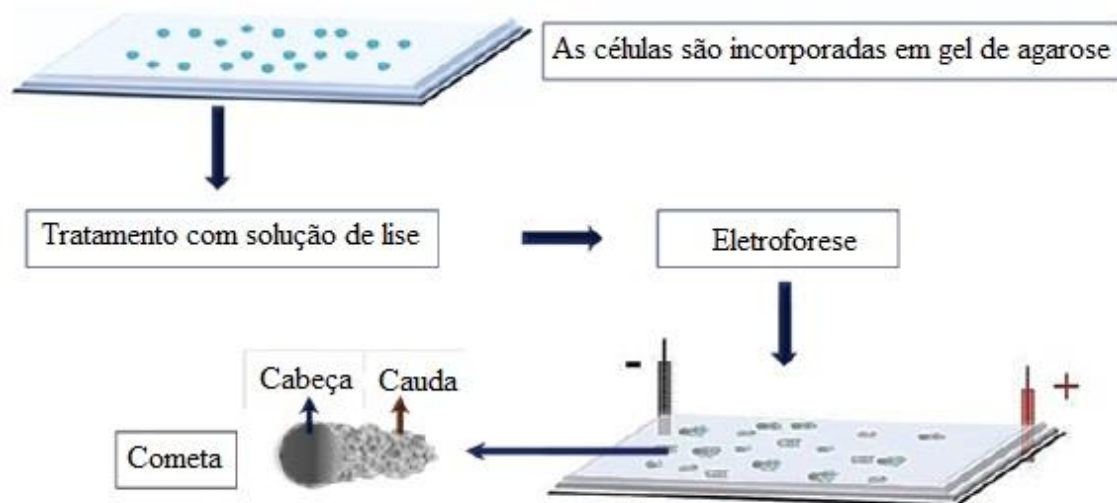 As células são incorporadas em gel de agarose
Tratamento com solução de lise
Eletroforese
-
+
Cabeça
Cauda
Cometa